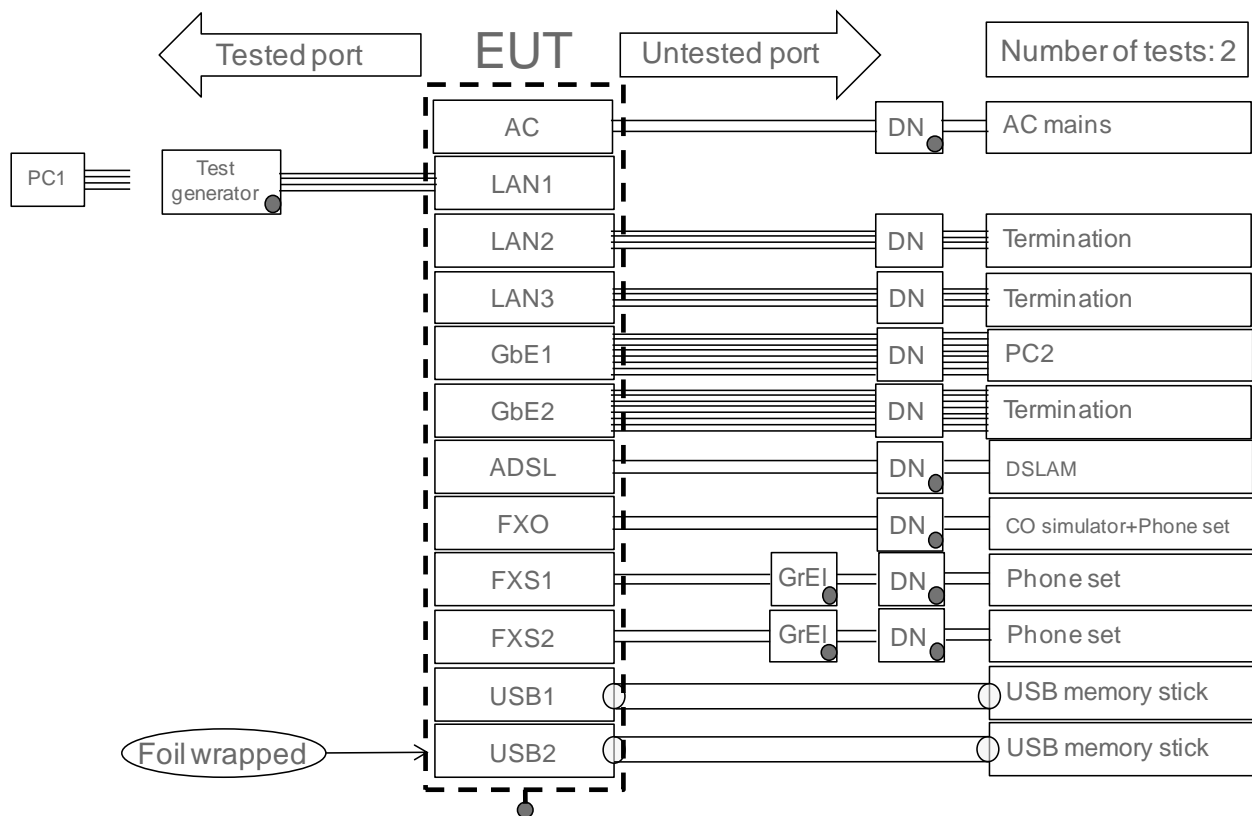 Tested port
EUT
Untested port
Number of tests: 2
AC
DN
AC mains
PC1
Test
generator
LAN1
LAN2
DN
Termination
LAN3
DN
Termination
GbE1
DN
PC2
GbE2
DN
Termination
ADSL
DN
DSLAM
FXO
DN
CO simulator+Phone set
FXS1
GrEI
DN
Phone set
FXS2
GrEI
DN
Phone set
USB1
USB memory stick
Foil wrapped
USB2
USB memory stick